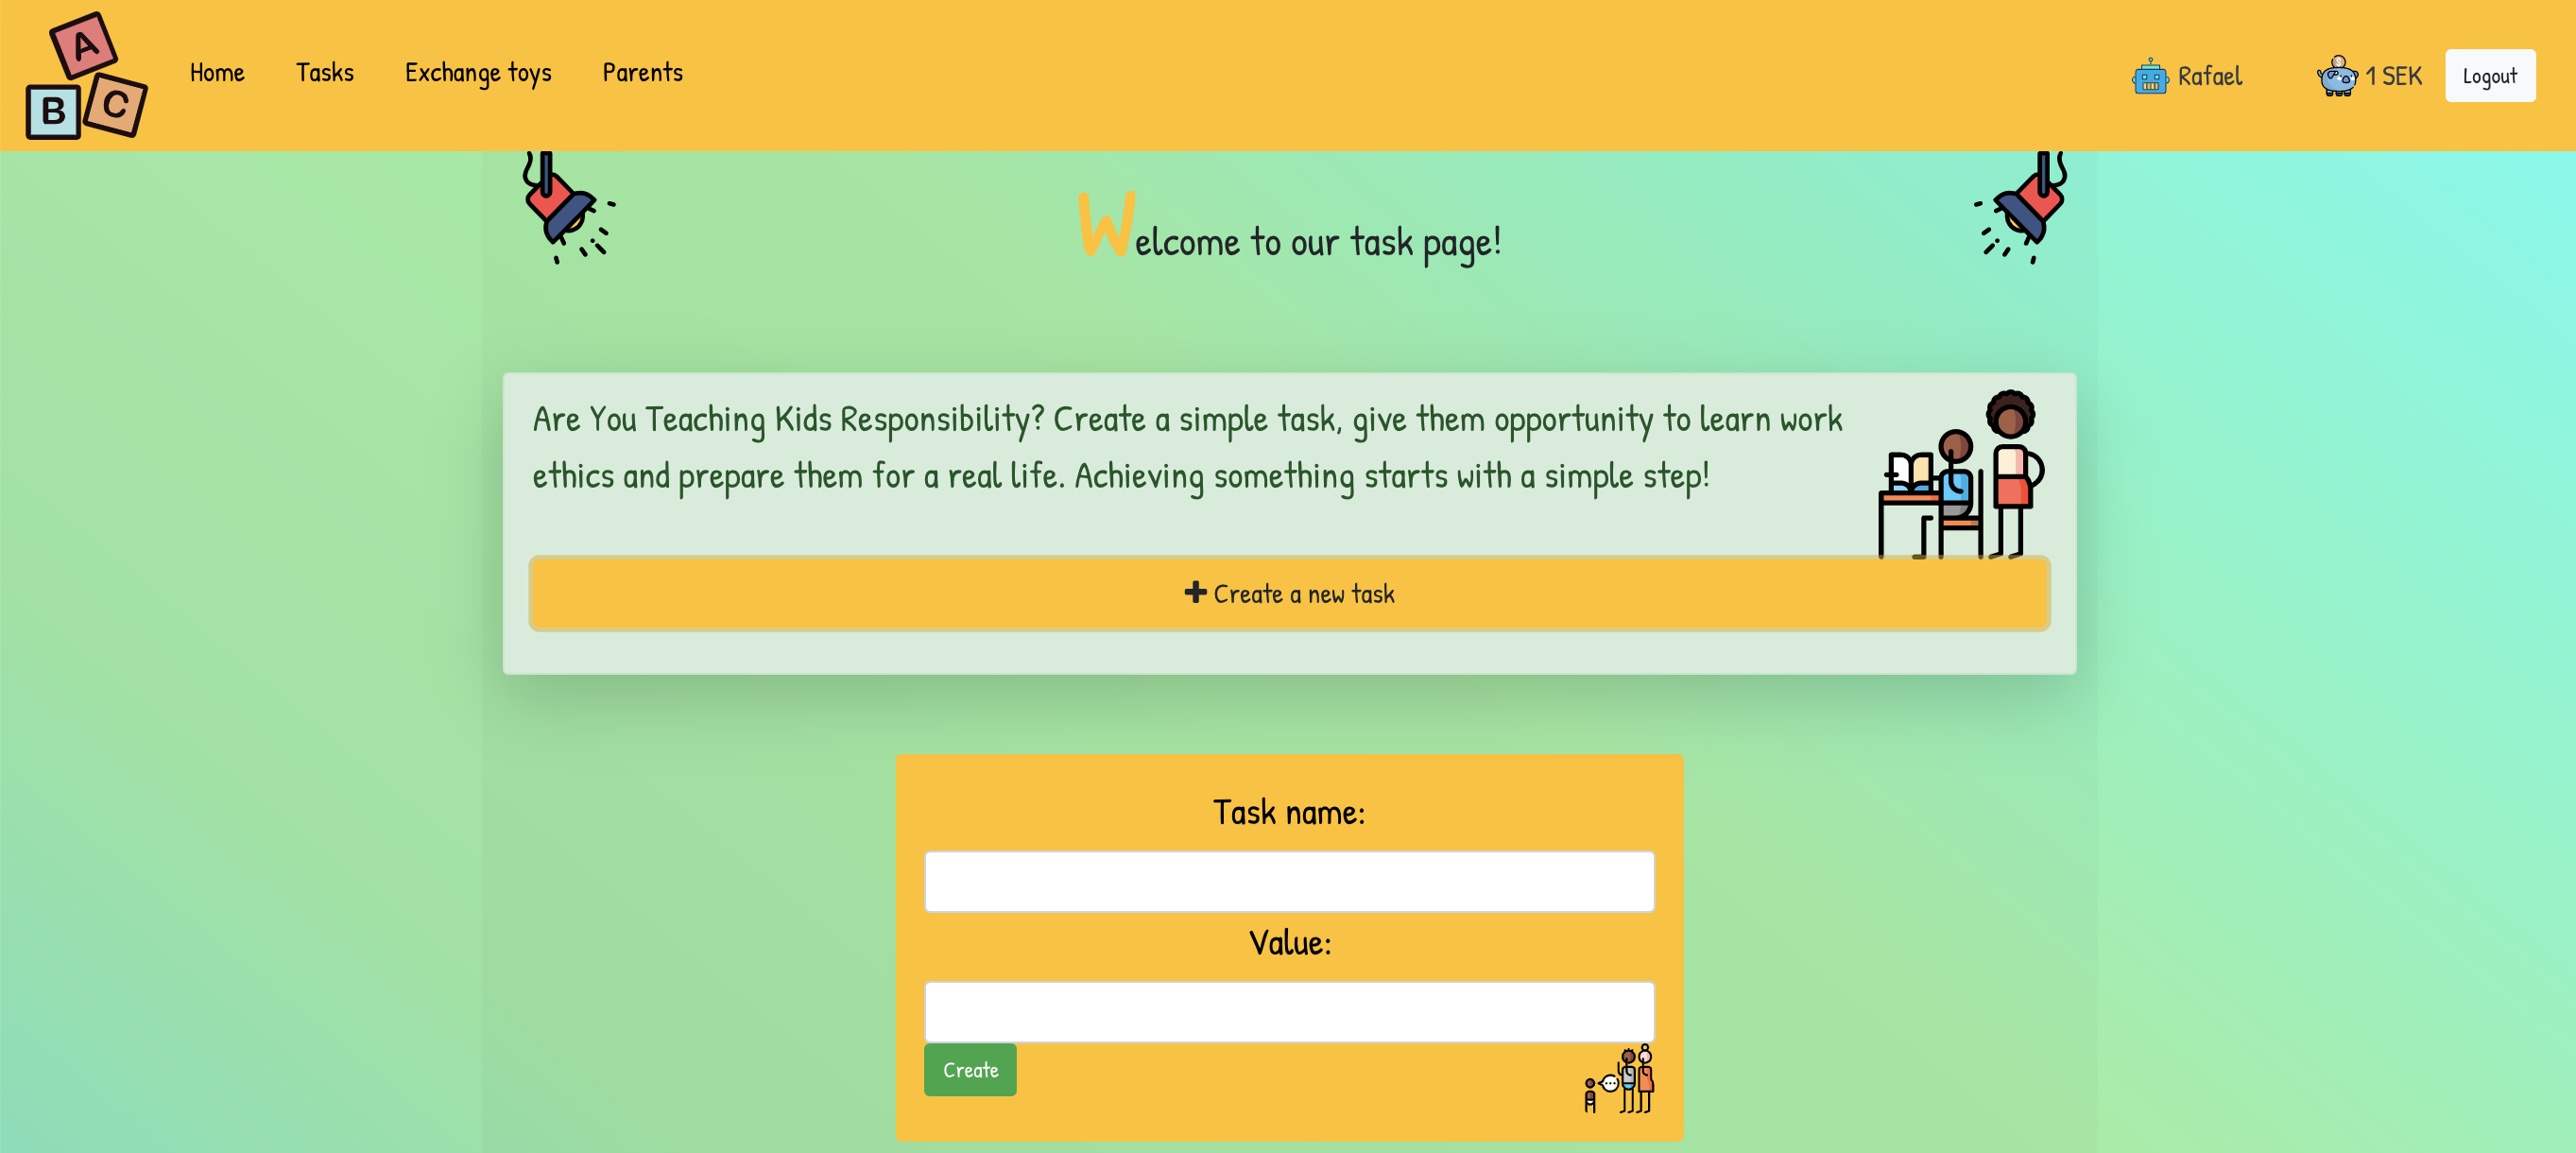 A
B
C
Home
Tasks
Exchange toys
Parents
Rafael
1 SEK
Logout
Welcome to our task page!
Are You Teaching Kids Responsibility? Create a simple task, give them opportunity to learn work
ethics and prepare them for a real life. Achieving something starts with a simple step!
Create a new task
Task name:
Value:
Create